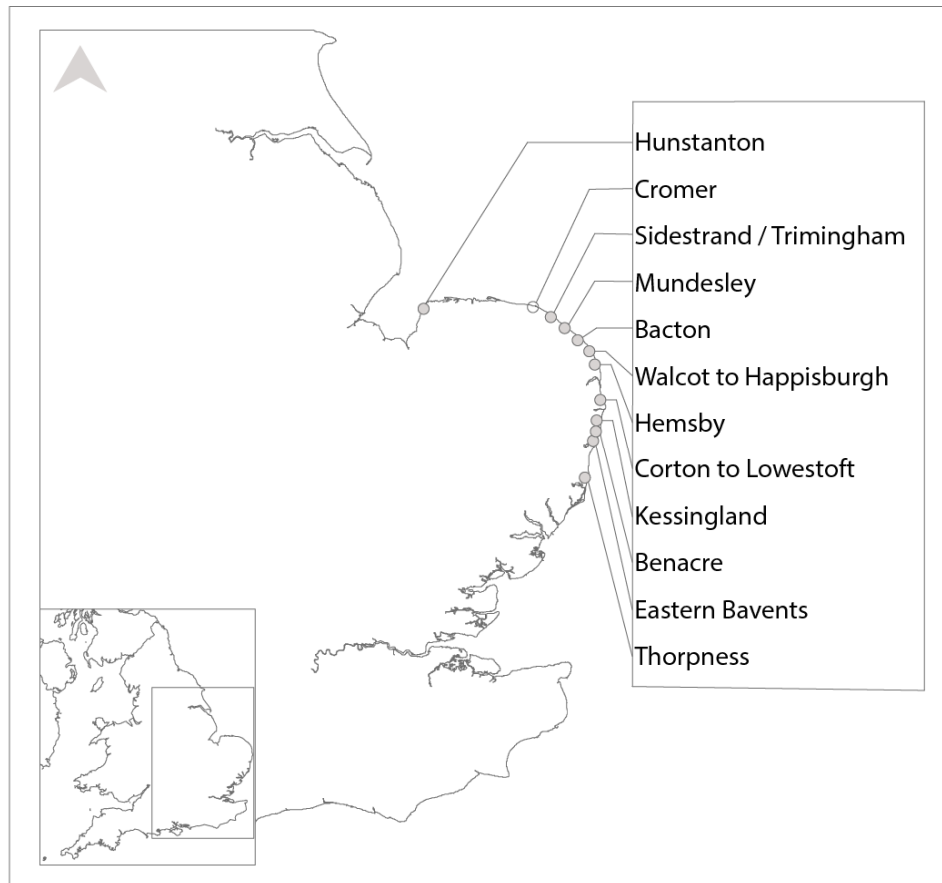 Hunstanton
Cromer
Sidestrand / Trimingham
Mundesley
Bacton
Walcot to Happisburgh
Hemsby
Corton to Lowestoft
Kessingland
Benacre
Eastern Bavents
Thorpness